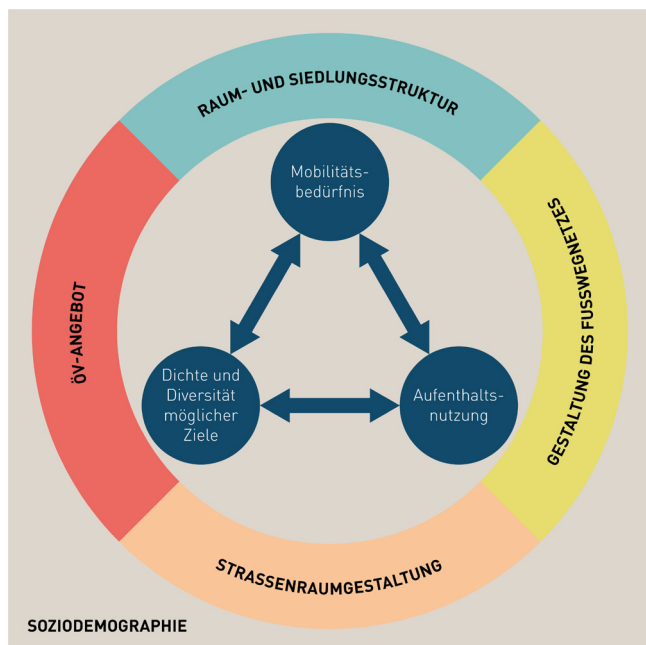 RAUM- UND SIEDLUNGSSTRUKTUR
Mobilitäts-
bedürfnis
GESTALTUNG DES FUSSWEGNETZES
ÖV-ANGEBOT
Dichte und
Diversität
möglicher
Ziele
Aufenthalts-
nutzung
STRASSENRAUMGESTALTUNG
SOZIODEMOGRAPHIE